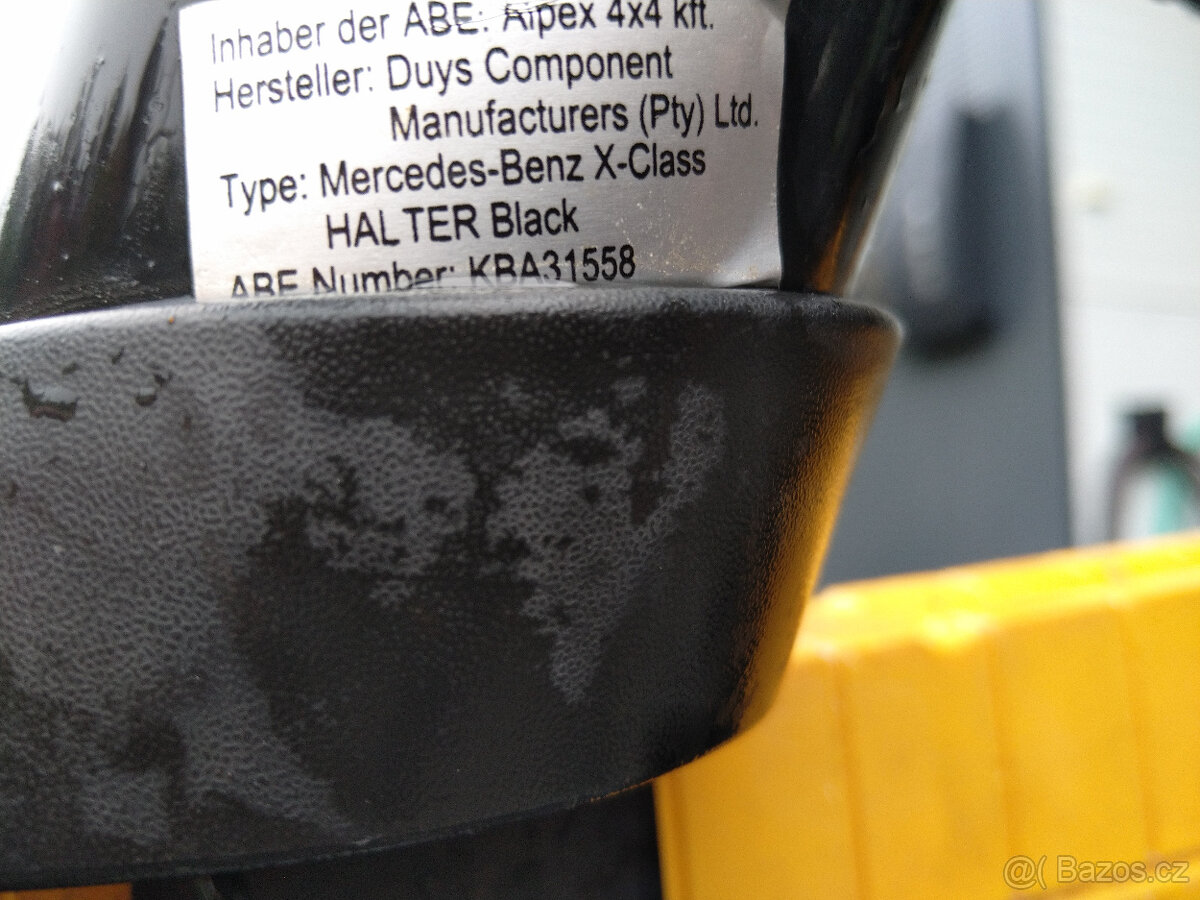 Inhaber der ABE: Alpex 4x4 kft.
Hersteller: Duys Component
Manufacturers (Pty) Ltd.
Type: Mercedes-Benz X-Class
HALTER Black
ABE Number: KBA31558
@( Bazos.cz